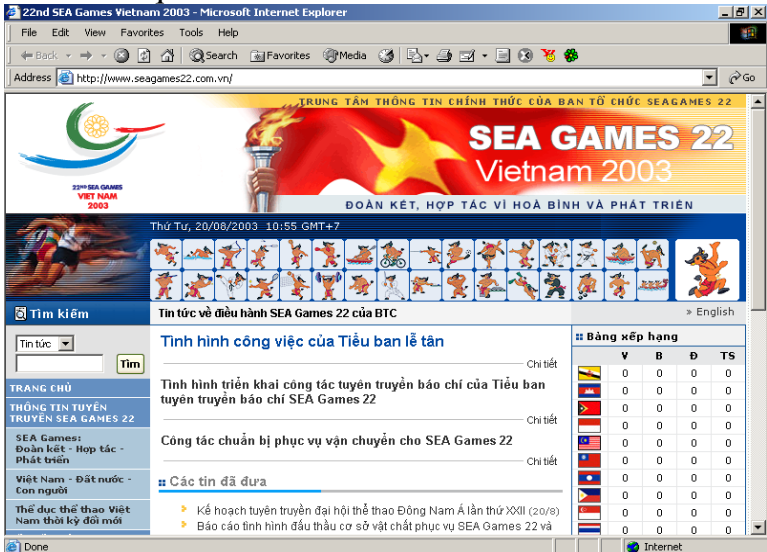 22nd SEA Games Vietnam 2003 - Microsoft Internet Explorer
File Edit View Favorites Tools Help
Back Search Favorites Media
Address http://www.seagames22.com.vn/ Go
TRUNG TÂM THÔNG TIN CHÍNH THỨC CỦA BAN TỔ CHỨC SEAGAMES 22
SEA GAMES 22
Vietnam 2003
22ND SEA GAMES
VIET NAM
2003
ĐOÀN KẾT, HỢP TÁC VÌ HOÀ BÌNH VÀ PHÁT TRIỂN
Thứ Tư, 20/08/2003 10:55 GMT+7
Tìm kiếm
Tin tức về điều hành SEA Games 22 của BTC
» English
Tin tức
Tìm
TRANG CHỦ
THÔNG TIN TUYÊN
TRUYỀN SEA GAMES 22
SEA Games:
Đoàn kết - Hợp tác -
Phát triển
Việt Nam - Đất nước -
Con người
Thể dục thể thao Việt
Nam thời kỳ đổi mới
Tình hình công việc của Tiểu ban lễ tân
Chi tiết
Tình hình triển khai công tác tuyên truyền báo chí của Tiểu ban
tuyên truyền báo chí SEA Games 22
Chi tiết
Công tác chuẩn bị phục vụ vận chuyển cho SEA Games 22
Chi tiết
Các tin đã đưa
Kế hoạch tuyên truyền đại hội thể thao Đông Nam Á lần thứ XXII (20/8)
Báo cáo tình hình đấu thầu cơ sở vật chất phục vụ SEA Games 22 và
Bảng xếp hạng
V B Đ TS
0 0 0 0
0 0 0 0
0 0 0 0
0 0 0 0
0 0 0 0
0 0 0 0
0 0 0 0
0 0 0 0
0 0 0 0
0 0 0 0
Done
Internet